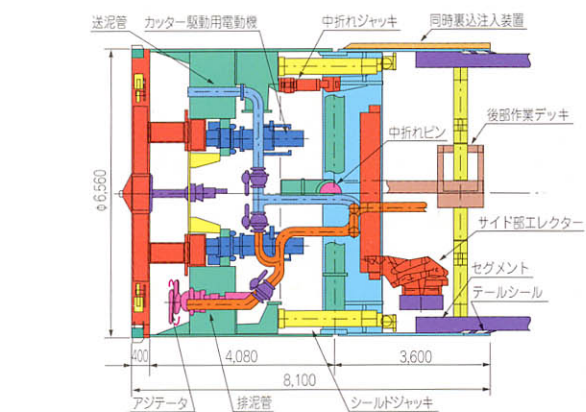 送泥管
カッター駆動用電動機
中折れジャッキ
同時裏込注入装置
後部作業デッキ
中折れピン
φ6,560
サイド部エレクター
セグメント
テールシール
400
4,080
3,600
8,100
アジテータ
排泥管
シールドジャッキ